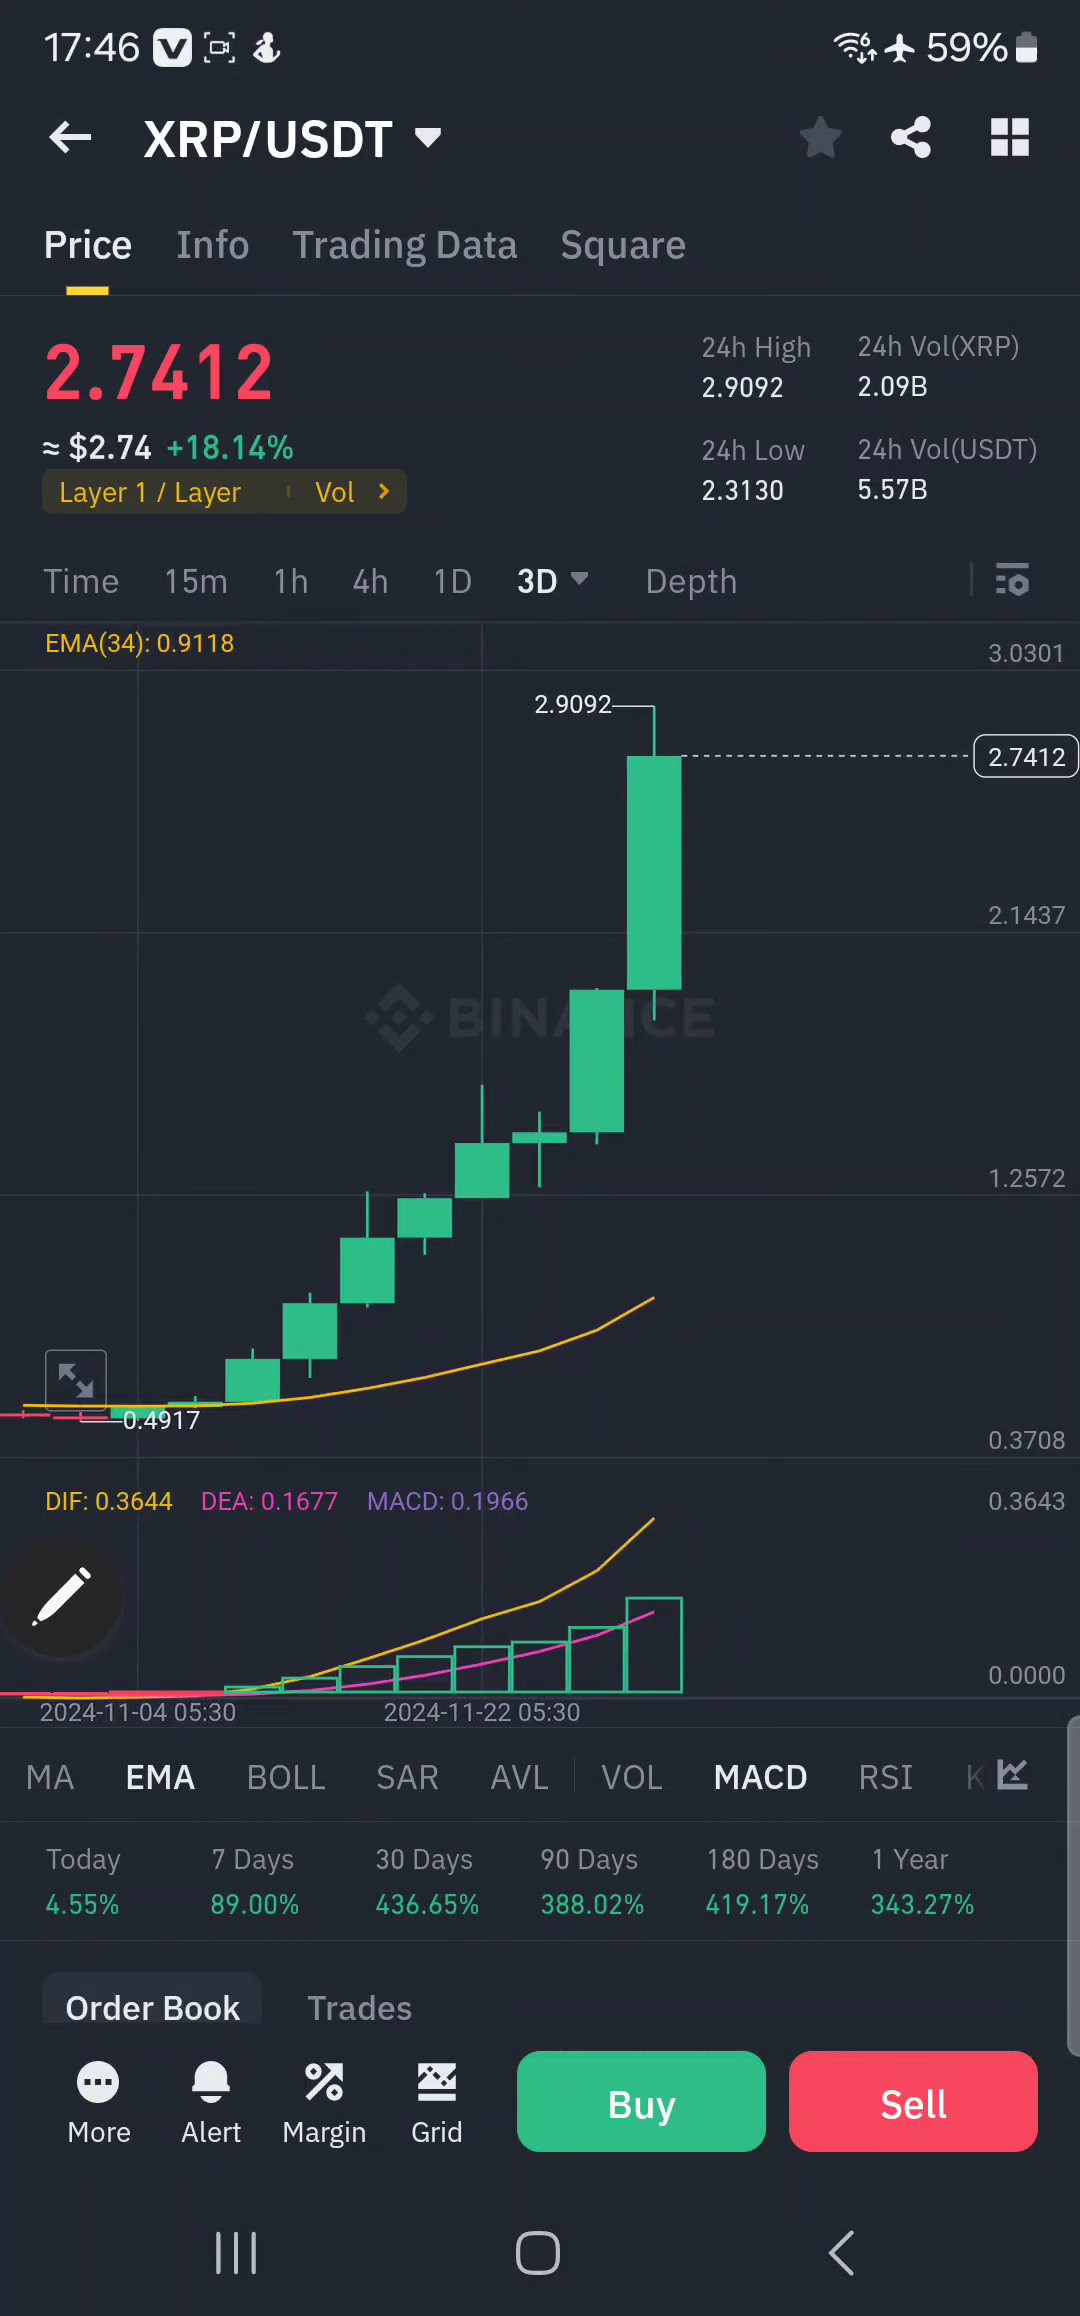 17:46 59%
XRP/USDT
Price Info Trading Data Square
2.7412
≈ $2.74 +18.14%
Layer 1 / Layer Vol
24h High 24h Vol(XRP)
2.9092 2.09B
24h Low 24h Vol(USDT)
2.3130 5.57B
Time 15m 1h 4h 1D 3D Depth
EMA(34): 0.9118
3.0301
2.9092
2.7412
2.1437
BINANCE
1.2572
0.4917
0.3708
DIF: 0.3644 DEA: 0.1677 MACD: 0.1966 0.3643
0.0000
2024-11-04 05:30 2024-11-22 05:30
MA EMA BOLL SAR AVL VOL MACD RSI K
Today 7 Days 30 Days 90 Days 180 Days 1 Year
4.55% 89.00% 436.65% 388.02% 419.17% 343.27%
Order Book Trades
More Alert Margin Grid Buy Sell